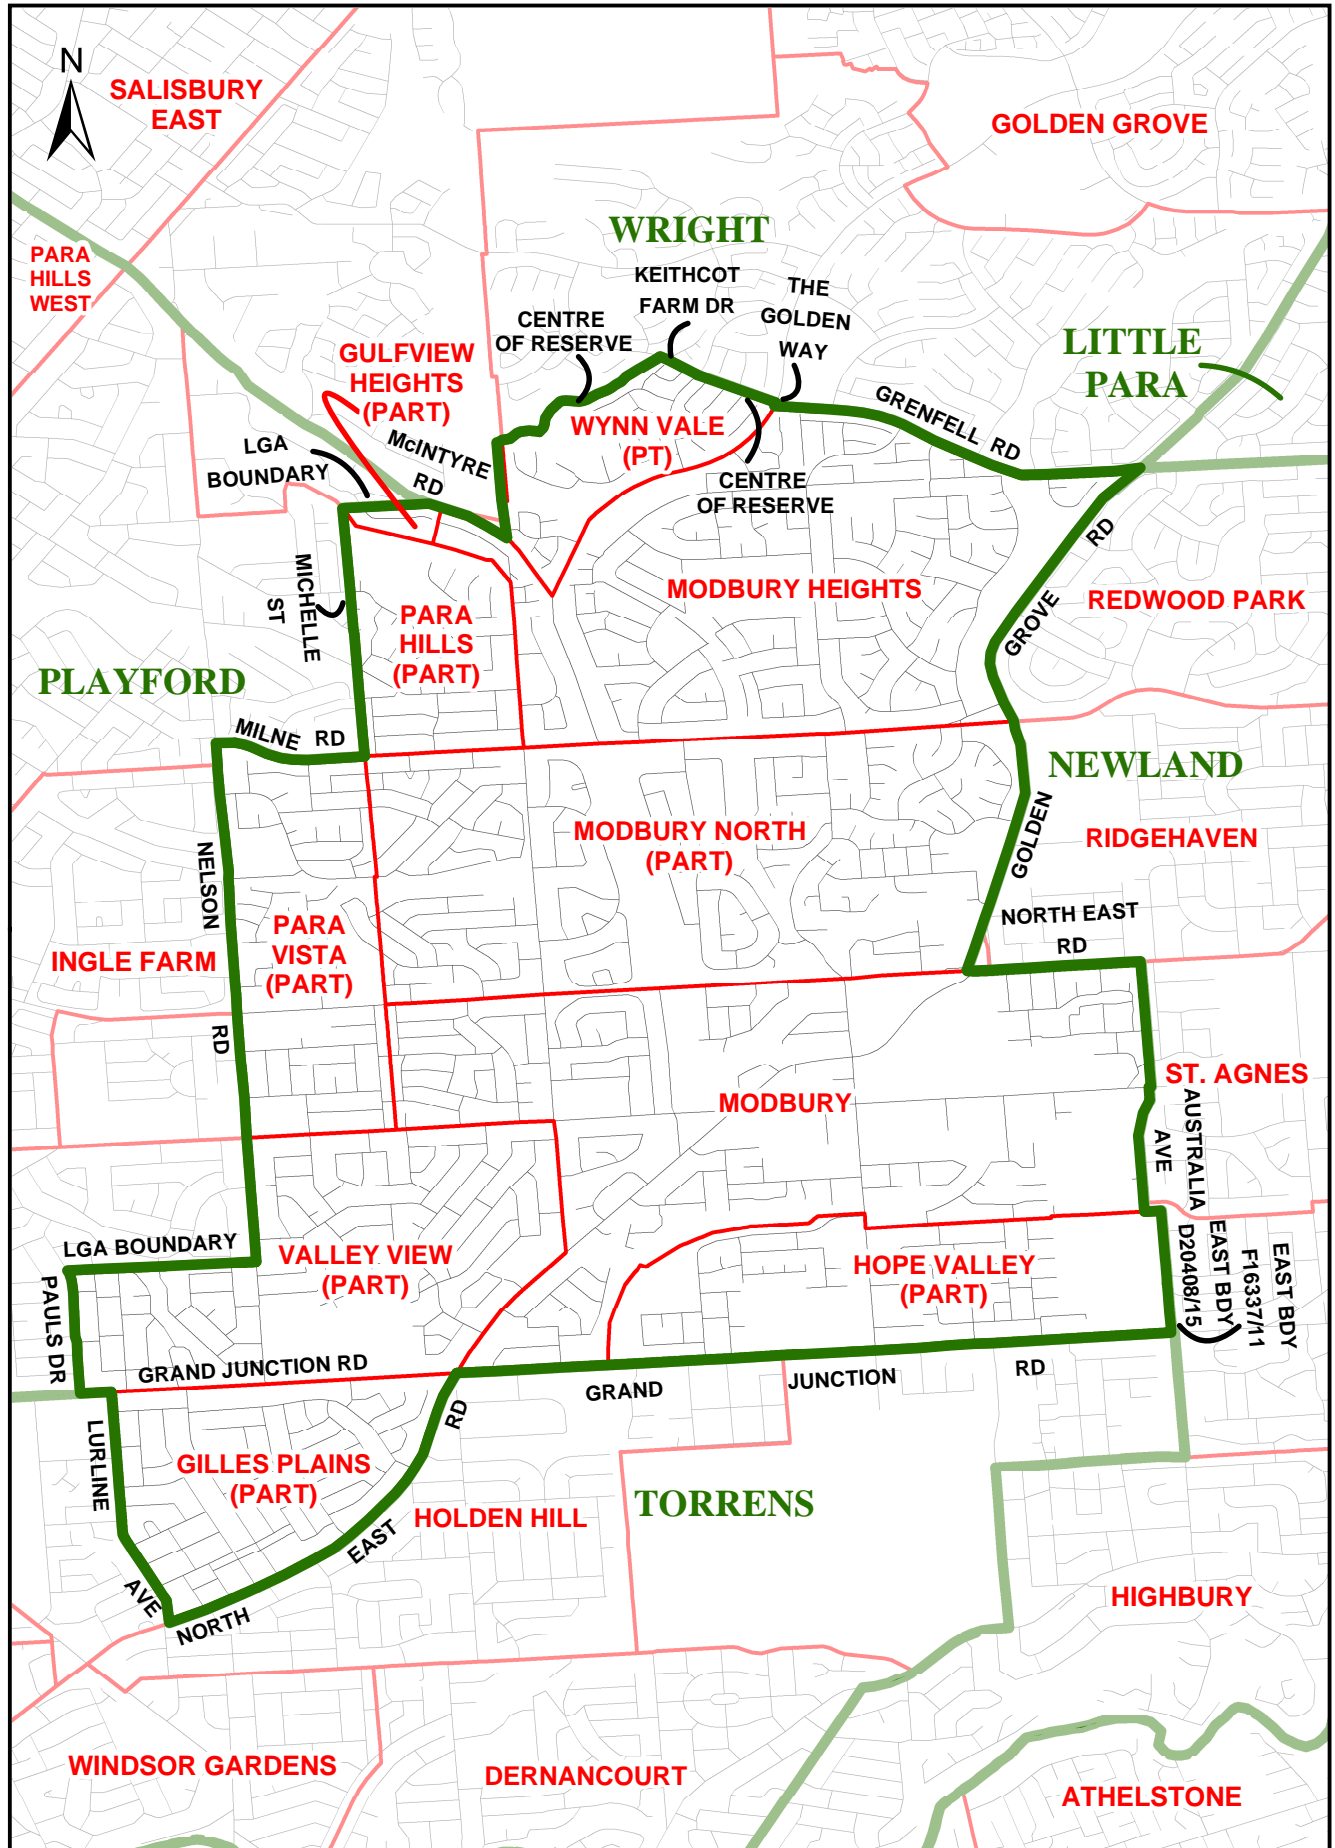 N
SALISBURY
EAST
GOLDEN GROVE
PARA
HILLS
WEST
WRIGHT
KEITHCOT
FARM DR
THE
GOLDEN
WAY
CENTRE
OF RESERVE
LITTLE
PARA
GULFVIEW
HEIGHTS
(PART)
GRENFELL RD
WYNN VALE
(PT)
McINTYRE
RD
LGA
BOUNDARY
CENTRE
OF RESERVE
RD
GROVE
MICHELLE
ST
MODBURY HEIGHTS
REDWOOD PARK
PARA
HILLS
(PART)
PLAYFORD
MILNE RD
NEWLAND
GOLDEN
MODBURY NORTH
(PART)
RIDGEHAVEN
NELSON
RD
NORTH EAST
RD
PARA
VISTA
(PART)
INGLE FARM
MODBURY
ST. AGNES
AUSTRALIA
AVE
LGA BOUNDARY
VALLEY VIEW
(PART)
HOPE VALLEY
(PART)
EAST BDY
D20408/15
EAST BDY
F16337/11
PAULS DR
GRAND JUNCTION RD
GRAND
JUNCTION
RD
LURLINE
AVE
RD
EAST
NORTH
GILLES PLAINS
(PART)
HOLDEN HILL
TORRENS
HIGHBURY
WINDSOR GARDENS
DERNANCOURT
ATHELSTONE